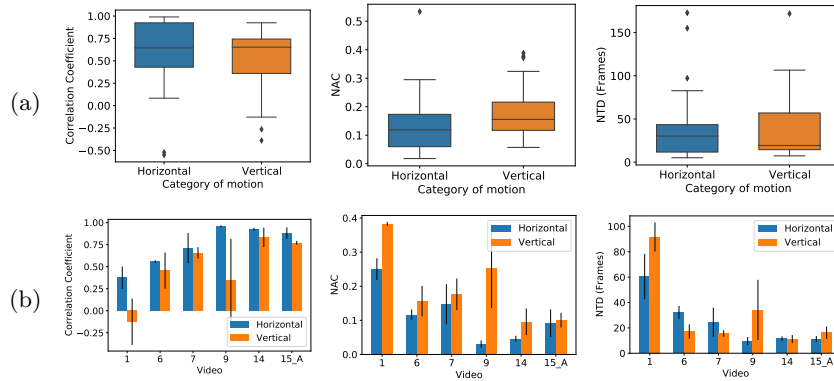 (a)
Correlation Coefficient
1.00
0.75
0.50
0.25
0.00
−0.25
−0.50
Horizontal Vertical
Category of motion
NAC
0.5
0.4
0.3
0.2
0.1
0.0
Horizontal Vertical
Category of motion
NTD (Frames)
150
100
50
0
Horizontal Vertical
Category of motion
(b)
Correlation Coefficient
1.00
0.75
0.50
0.25
0.00
−0.25
Horizontal
Vertical
1 6 7 9 14 15_A
Video
NAC
0.4
0.3
0.2
0.1
0.0
Horizontal
Vertical
1 6 7 9 14 15_A
Video
NTD (Frames)
100
80
60
40
20
0
Horizontal
Vertical
1 6 7 9 14 15_A
Video